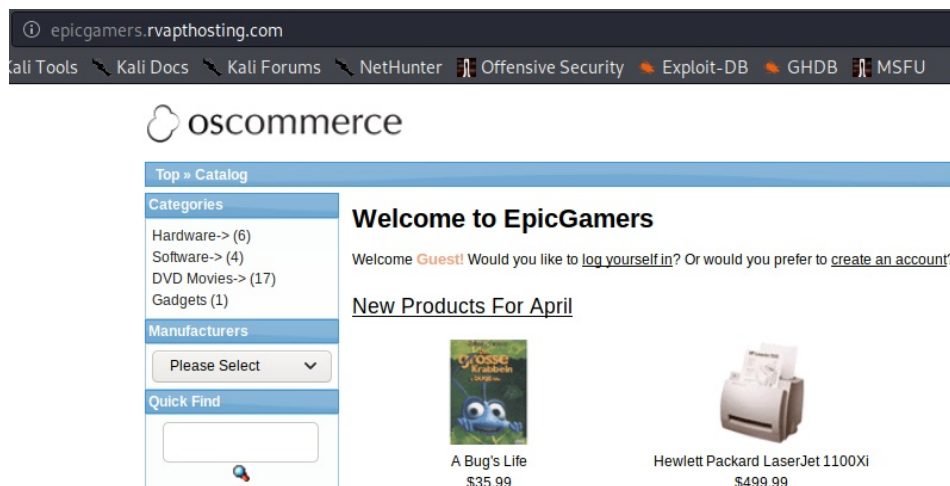 epicgamers.rvapthosting.com
Kali Tools Kali Docs Kali Forums NetHunter Offensive Security Exploit-DB GHDB MSFU
oscommerce
Top » Catalog
Categories
Hardware-> (6)
Software-> (4)
DVD Movies-> (17)
Gadgets (1)
Manufacturers
Please Select
Quick Find
Welcome to EpicGamers
Welcome Guest! Would you like to log yourself in? Or would you prefer to create an account?
New Products For April
grosse
Krabbeln
A Bug's Life
$35.99
Hewlett Packard LaserJet 1100Xi
$499.99